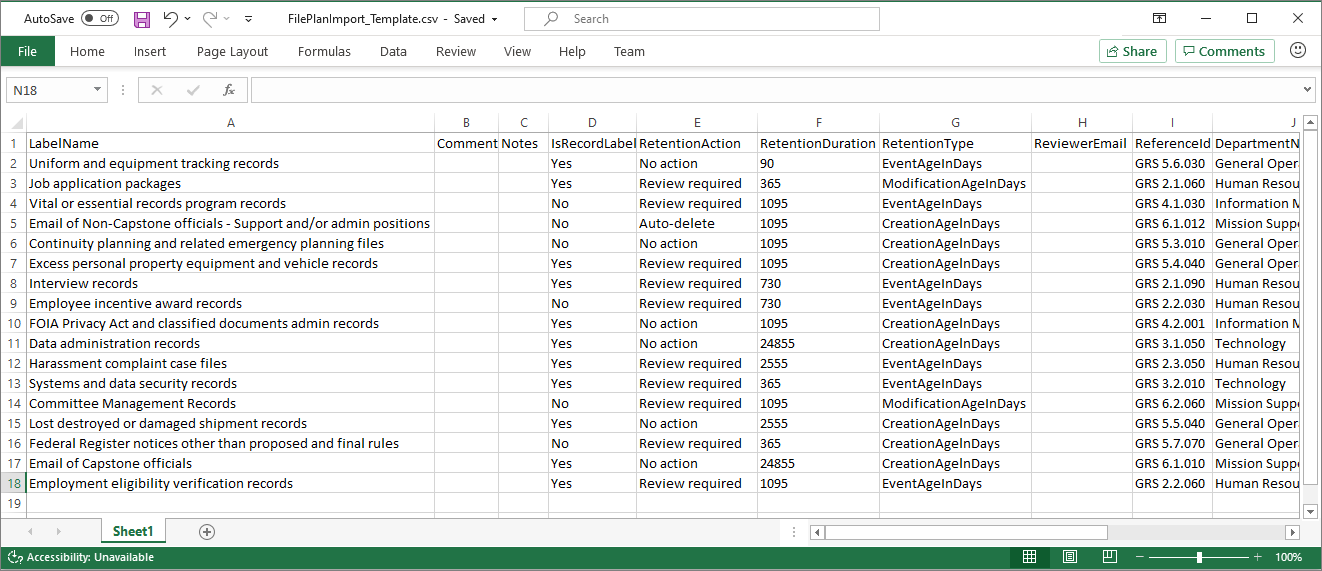 AutoSave Off FilePlanImport_Template.csv - Saved Search
File Home Insert Page Layout Formulas Data Review View Help Team Share Comments
N18 fx
A B C D E F G H I J
1 LabelName Comment Notes IsRecordLabel RetentionAction RetentionDuration RetentionType ReviewerEmail ReferenceId DepartmentN
2 Uniform and equipment tracking records Yes No action 90 EventAgeInDays GRS 5.6.030 General Oper
3 Job application packages Yes Review required 365 ModificationAgeInDays GRS 2.1.060 Human Resou
4 Vital or essential records program records No Review required 1095 EventAgeInDays GRS 4.1.030 Information M
5 Email of Non-Capstone officials - Support and/or admin positions No Auto-delete 1095 CreationAgeInDays GRS 6.1.012 Mission Supp
6 Continuity planning and related emergency planning files No No action 1095 CreationAgeInDays GRS 5.3.010 General Oper
7 Excess personal property equipment and vehicle records Yes Review required 1095 CreationAgeInDays GRS 5.4.040 General Oper
8 Interview records Yes Review required 730 EventAgeInDays GRS 2.1.090 Human Resou
9 Employee incentive award records No Review required 730 EventAgeInDays GRS 2.2.030 Human Resou
10 FOIA Privacy Act and classified documents admin records Yes No action 1095 CreationAgeInDays GRS 4.2.001 Information M
11 Data administration records Yes No action 24855 CreationAgeInDays GRS 3.1.050 Technology
12 Harassment complaint case files Yes Review required 2555 EventAgeInDays GRS 2.3.050 Human Resou
13 Systems and data security records Yes Review required 365 EventAgeInDays GRS 3.2.010 Technology
14 Committee Management Records No Review required 1095 ModificationAgeInDays GRS 6.2.060 Mission Supp
15 Lost destroyed or damaged shipment records Yes No action 2555 CreationAgeInDays GRS 5.5.040 General Oper
16 Federal Register notices other than proposed and final rules No Review required 365 CreationAgeInDays GRS 5.7.070 General Oper
17 Email of Capstone officials Yes No action 24855 CreationAgeInDays GRS 6.1.010 Mission Supp
18 Employment eligibility verification records Yes Review required 1095 EventAgeInDays GRS 2.2.060 Human Resou
19
Sheet1
Accessibility: Unavailable 100%